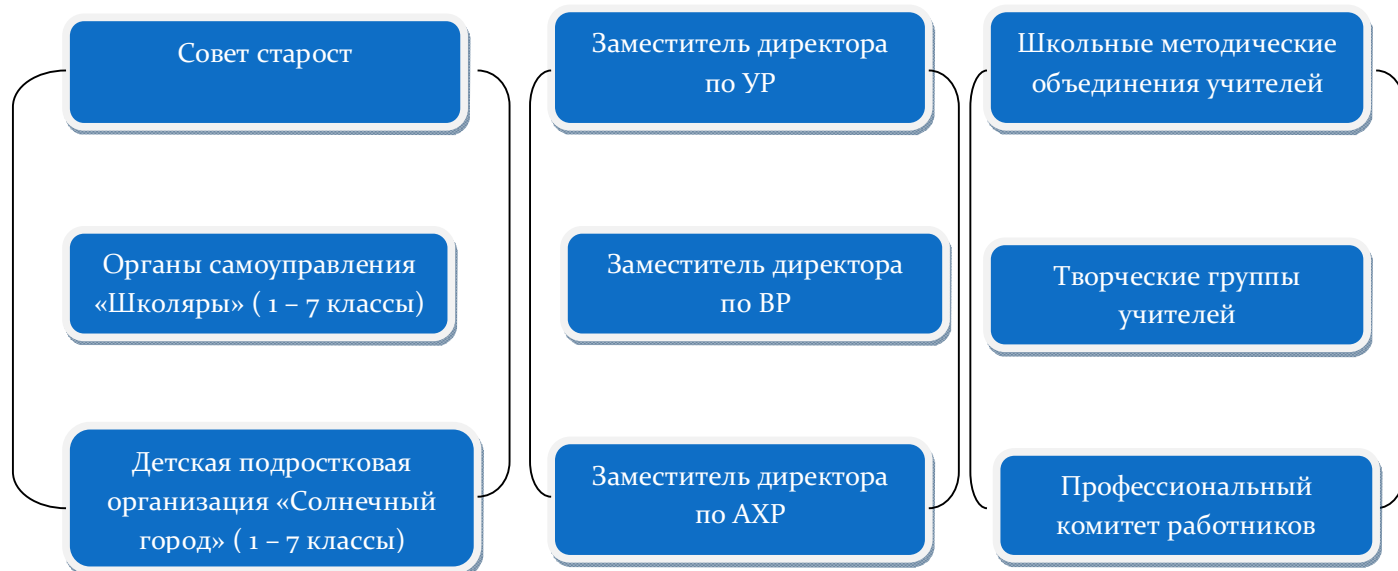 Совет старост
Заместитель директора
по УР
Школьные методические
объединения учителей
Органы самоуправления
«Школяры» ( 1 – 7 классы)
Заместитель директора
по ВР
Творческие группы
учителей
Детская подростковая
организация «Солнечный
город» ( 1 – 7 классы)
Заместитель директора
по АХР
Профессиональный
комитет работников